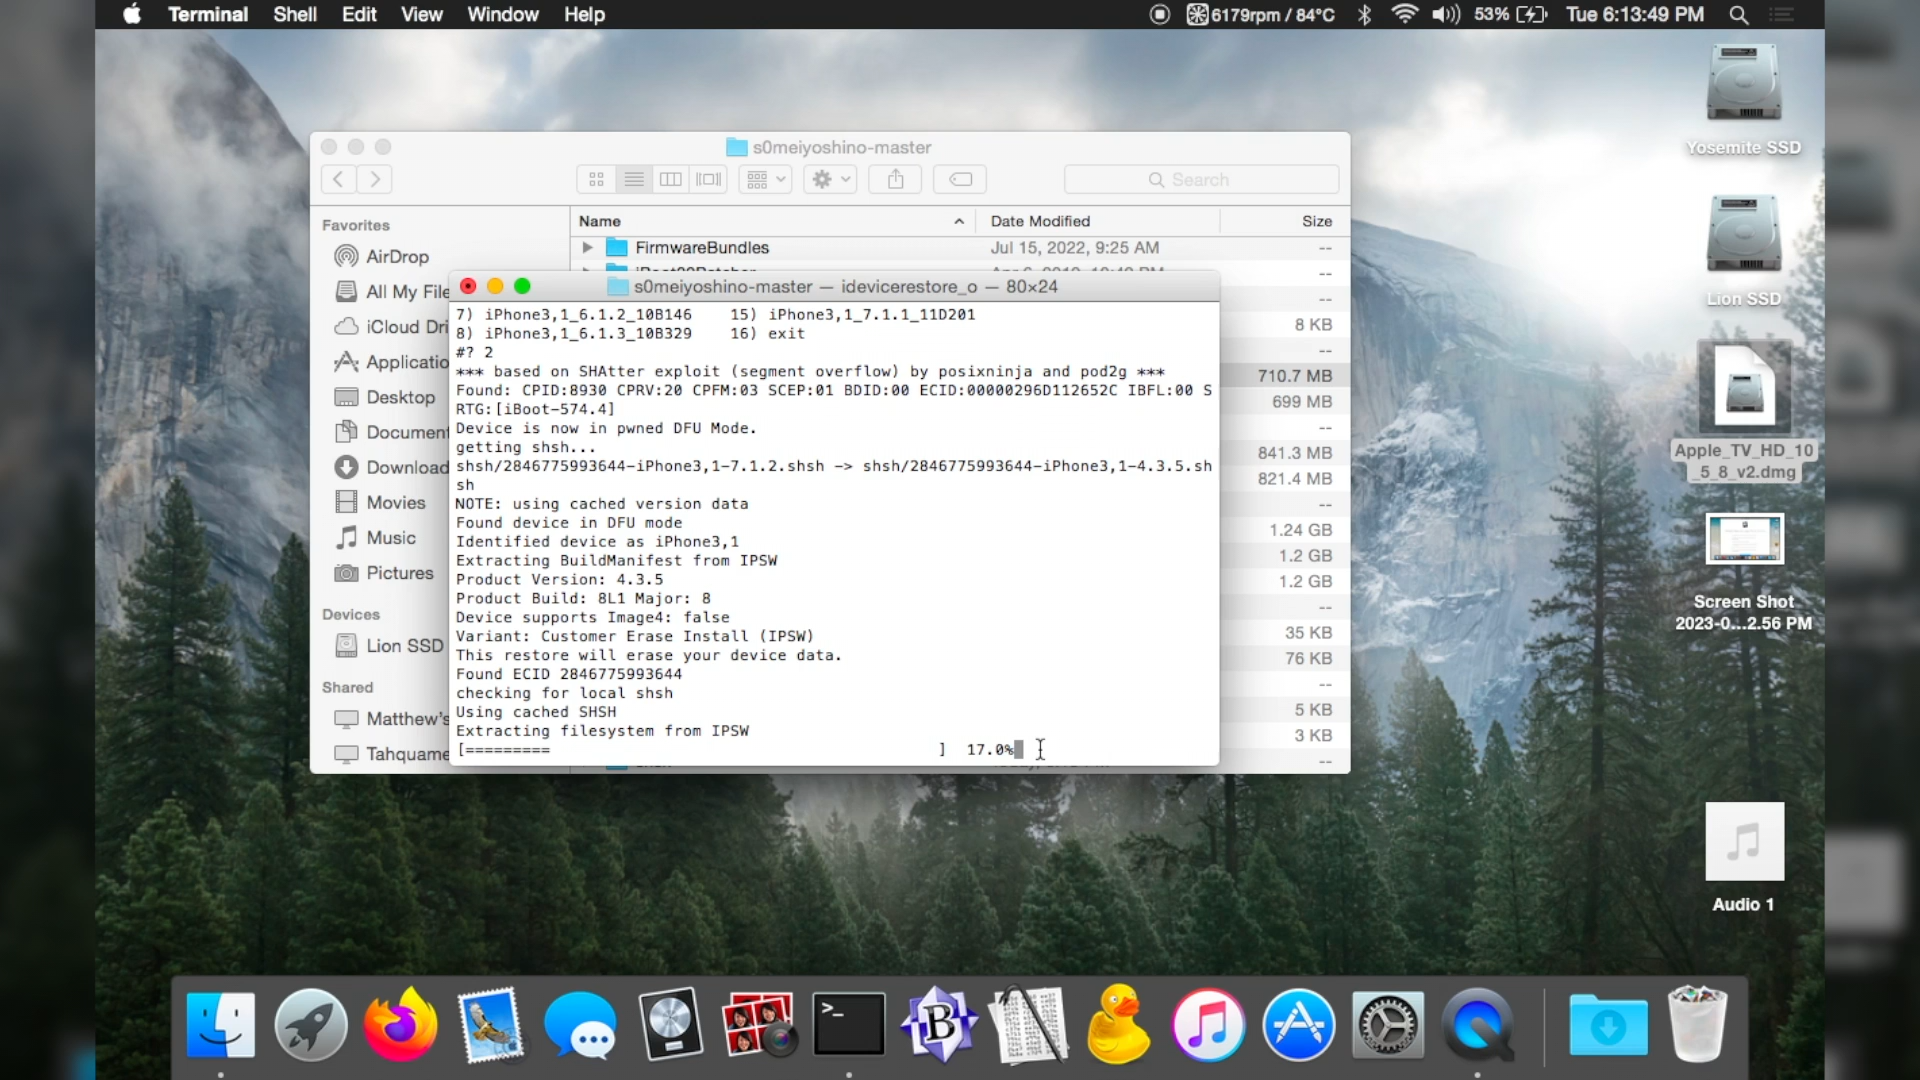 Terminal Shell Edit View Window Help
6179rpm / 84°C 53% Tue 6:13:49 PM
s0meiyoshino-master
Search
Name Date Modified Size
Favorites
AirDrop
All My File
iCloud Dri
Applicatio
Desktop
Document
Download
Movies
Music
Pictures
Devices
Lion SSD
Shared
Matthew's
Tahquame
FirmwareBundles Jul 15, 2022, 9:25 AM --
--
--
8 KB
--
710.7 MB
699 MB
--
841.3 MB
821.4 MB
--
1.24 GB
1.2 GB
1.2 GB
--
35 KB
76 KB
--
5 KB
3 KB
--
s0meiyoshino-master — idevicerestore_o — 80×24
7) iPhone3,1_6.1.2_10B146 15) iPhone3,1_7.1.1_11D201
8) iPhone3,1_6.1.3_10B329 16) exit
#? 2
*** based on SHAtter exploit (segment overflow) by posixninja and pod2g ***
Found: CPID:8930 CPRV:20 CPFM:03 SCEP:01 BDID:00 ECID:00000296D112652C IBFL:00 S
RTG:[iBoot-574.4]
Device is now in pwned DFU Mode.
getting shsh...
shsh/2846775993644-iPhone3,1-7.1.2.shsh -> shsh/2846775993644-iPhone3,1-4.3.5.sh
sh
NOTE: using cached version data
Found device in DFU mode
Identified device as iPhone3,1
Extracting BuildManifest from IPSW
Product Version: 4.3.5
Product Build: 8L1 Major: 8
Device supports Image4: false
Variant: Customer Erase Install (IPSW)
This restore will erase your device data.
Found ECID 2846775993644
checking for local shsh
Using cached SHSH
Extracting filesystem from IPSW
[========= ] 17.0%
Yosemite SSD
Lion SSD
Apple_TV_HD_10
_5_8_v2.dmg
Screen Shot
2023-0...2.56 PM
Audio 1
>_
B